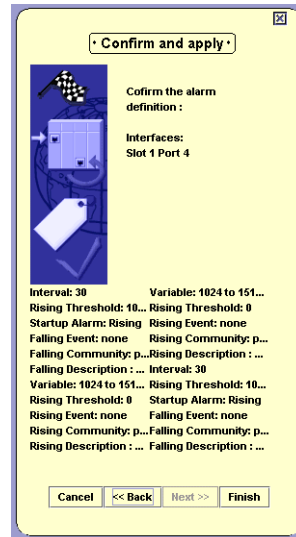 • Confirm and apply •
Cofirm the alarm
definition :
Interfaces:
Slot 1 Port 4
Interval: 30 Variable: 1024 to 151...
Rising Threshold: 10... Rising Threshold: 0
Startup Alarm: Rising Rising Event: none
Falling Event: none Rising Community: p...
Falling Community: p... Rising Description : ...
Falling Description : ... Interval: 30
Variable: 1024 to 151... Rising Threshold: 10...
Rising Threshold: 0 Startup Alarm: Rising
Rising Event: none Falling Event: none
Rising Community: p... Falling Community: p...
Rising Description : ... Falling Description : ...
Cancel << Back Next >> Finish